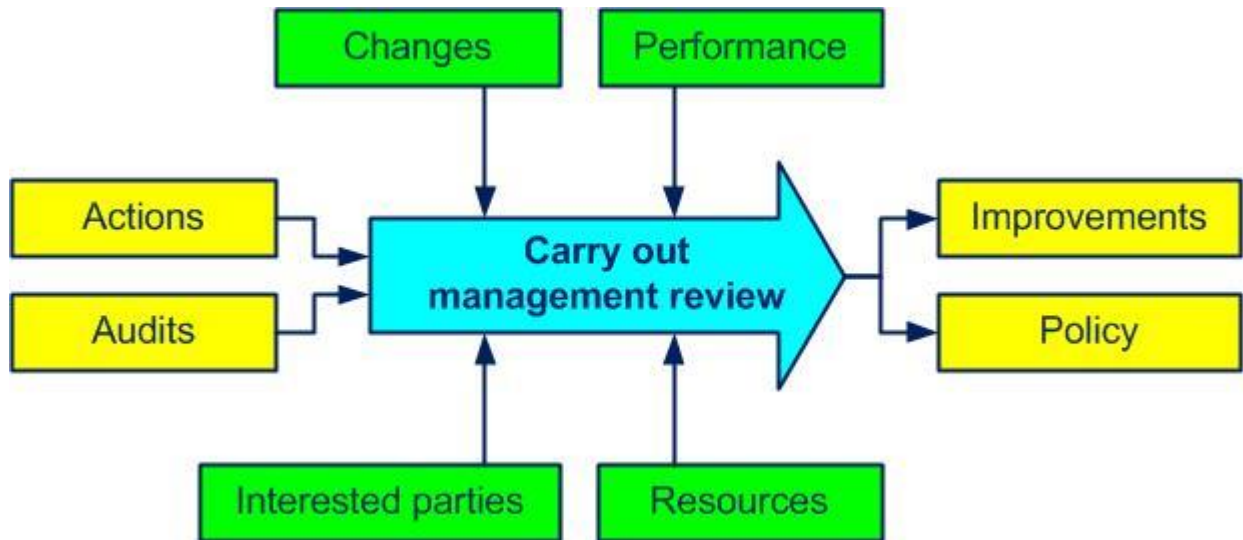 Changes
Performance
Actions
Carry out
management review
Improvements
Audits
Policy
Interested parties
Resources